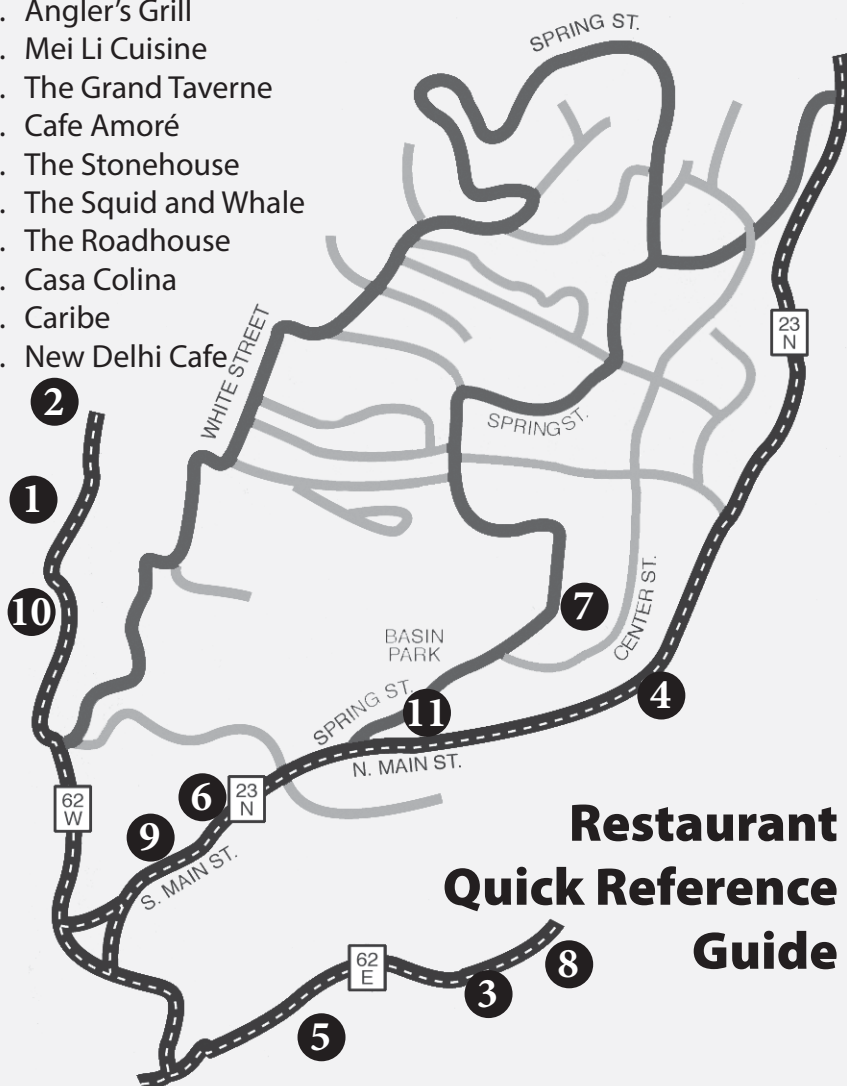 . Angler’s Grill
. Mei Li Cuisine
. The Grand Taverne
. Cafe Amoré
. The Stonehouse
. The Squid and Whale
. The Roadhouse
. Casa Colina
. Caribe
. New Delhi Cafe
SPRING ST.
WHITE STREET
23
N
2
SPRING ST.
1
10
7
CENTER ST.
BASIN
PARK
4
SPRING ST.
11
N. MAIN ST.
62
W
6
23
N
9
S. MAIN ST.
Restaurant
Quick Reference
Guide
62
E
8
3
5